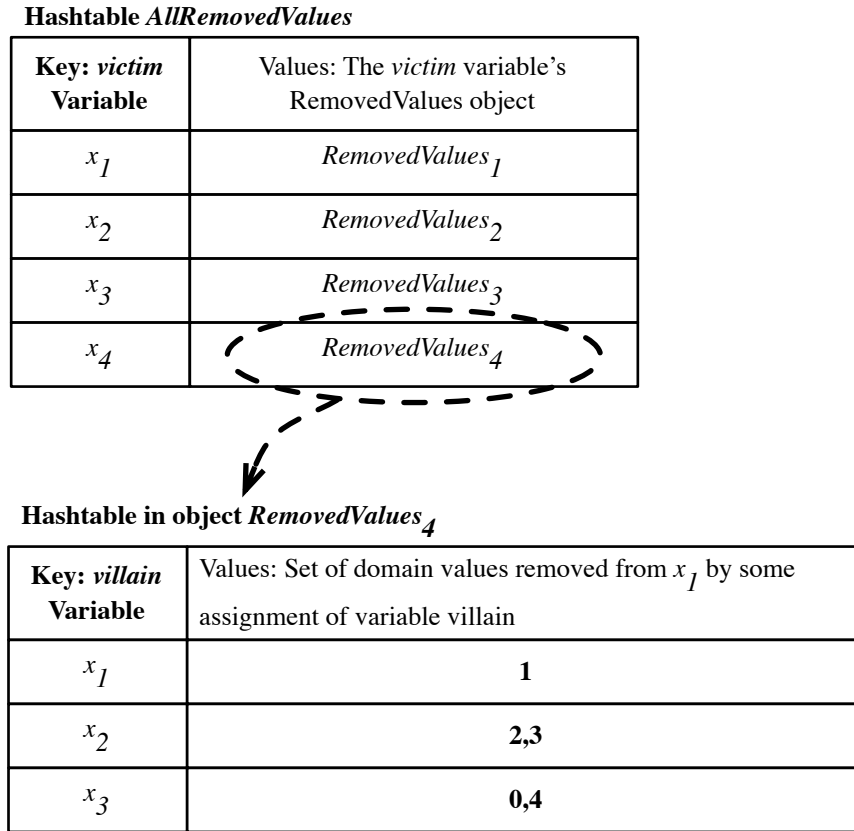 Hashtable AllRemovedValues
Key: victim Values: The victim variable's
Variable RemovedValues object
x1 RemovedValues1
x2 RemovedValues2
x3 RemovedValues3
x4 RemovedValues4
Hashtable in object RemovedValues4
Key: villain Values: Set of domain values removed from x1 by some
Variable assignment of variable villain
x1 1
x2 2,3
x3 0,4